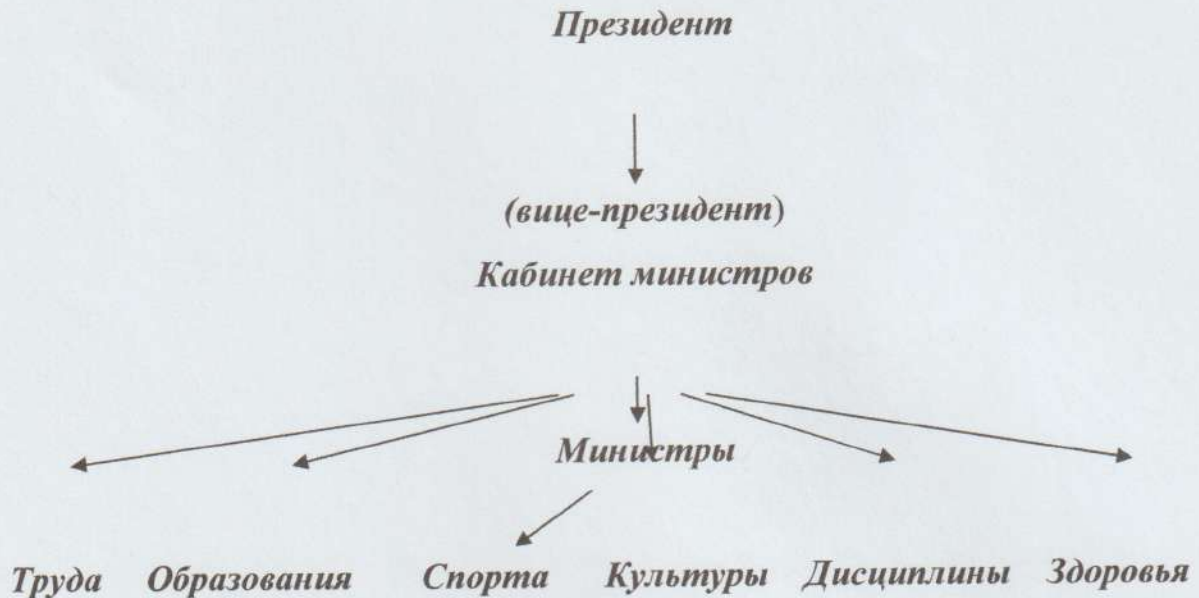 Президент
(вице-президент)
Кабинет министров
Министры
Труда Образования Спорта Культуры Дисциплины Здоровья